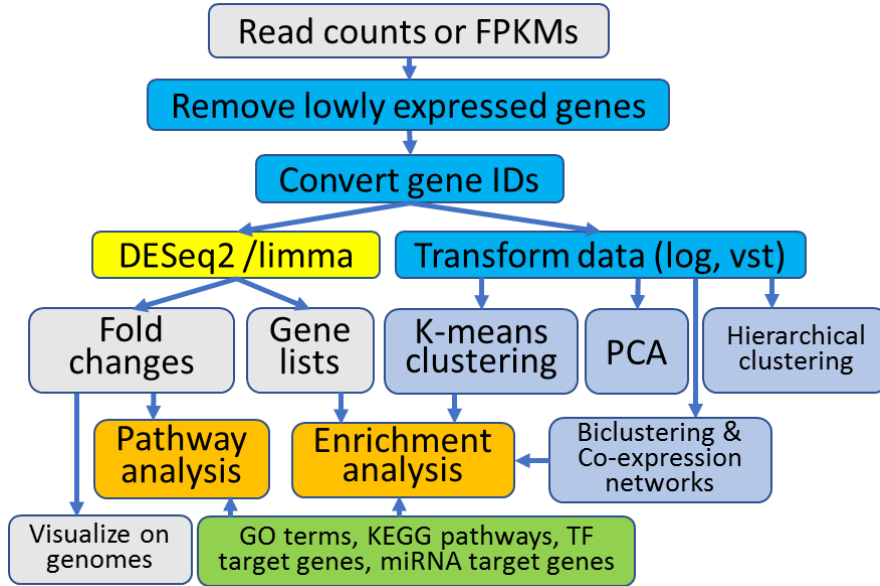 Read counts or FPKMs
Remove lowly expressed genes
Convert gene IDs
DESeq2 /limma
Transform data (log, vst)
Fold
changes
Gene
lists
K-means
clustering
PCA
Hierarchical
clustering
Pathway
analysis
Enrichment
analysis
Biclustering &
Co-expression
networks
Visualize on
genomes
GO terms, KEGG pathways, TF
target genes, miRNA target genes